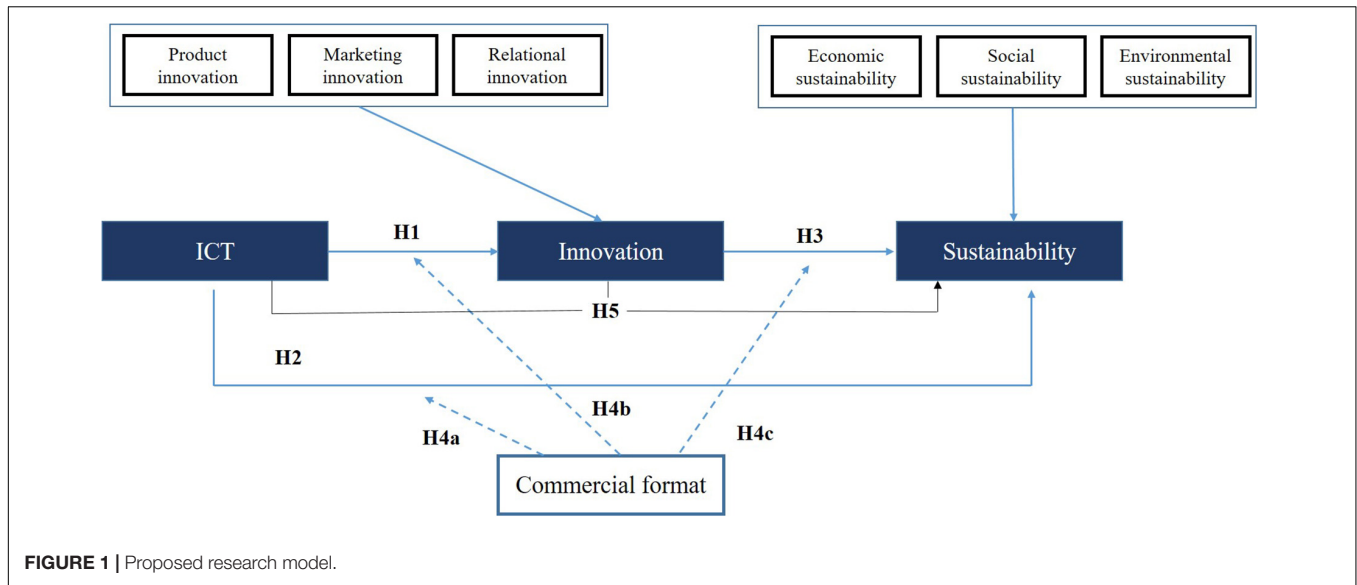 Product
innovation
Marketing
innovation
Relational
innovation
Economic
sustainability
Social
sustainability
Environmental
sustainability
H1
H3
ICT
Innovation
Sustainability
H5
H2
H4b
H4a
H4c
Commercial format
FIGURE 1 | Proposed research model.